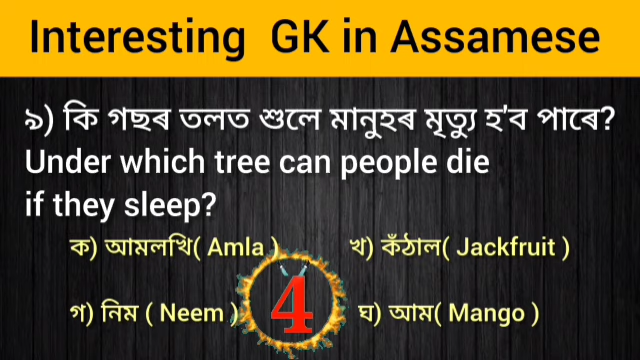 Interesting GK in Assamese
৯) কি গছৰ তলত শুলে মানুহৰ মৃত্যু হ'ব পাৰে?
Under which tree can people die
if they sleep?
ক) আমলখি( Amla ) খ) কঁঠাল( Jackfruit )
গ) নিম ( Neem ) 4 ঘ) আম( Mango )